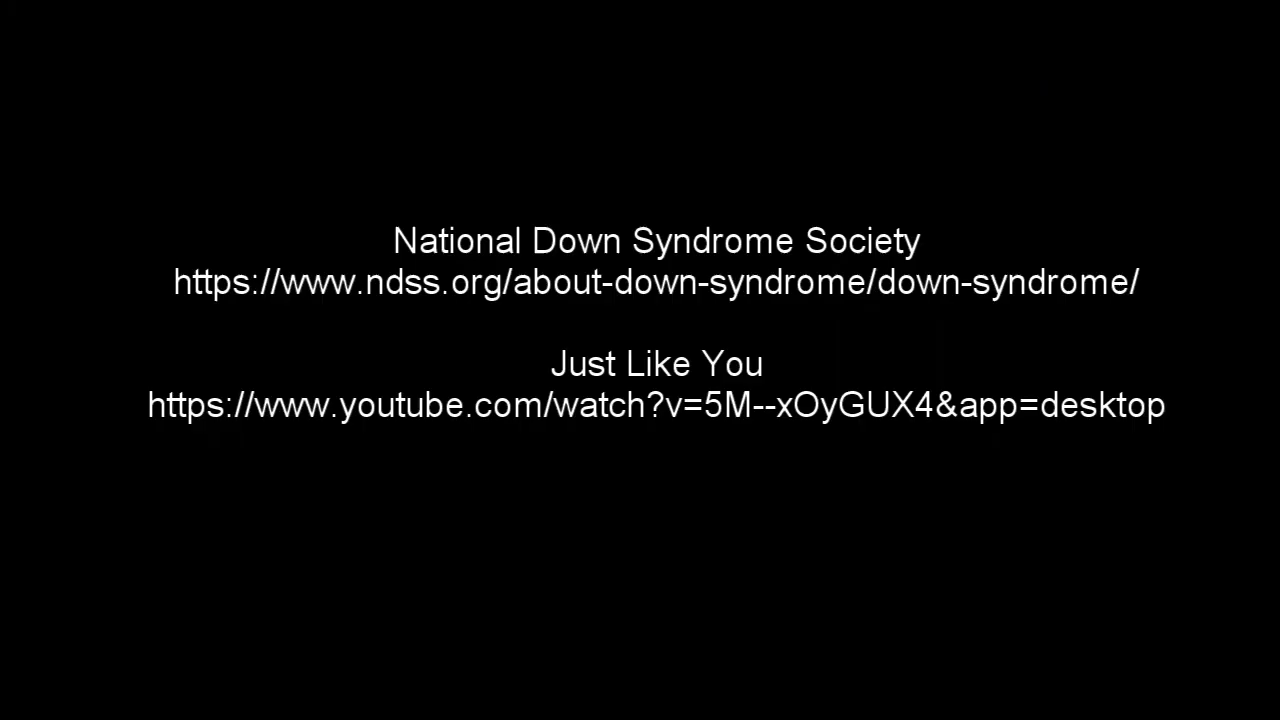 National Down Syndrome Society
https://www.ndss.org/about-down-syndrome/down-syndrome/
Just Like You
https://www.youtube.com/watch?v=5M--xOyGUX4&app=desktop